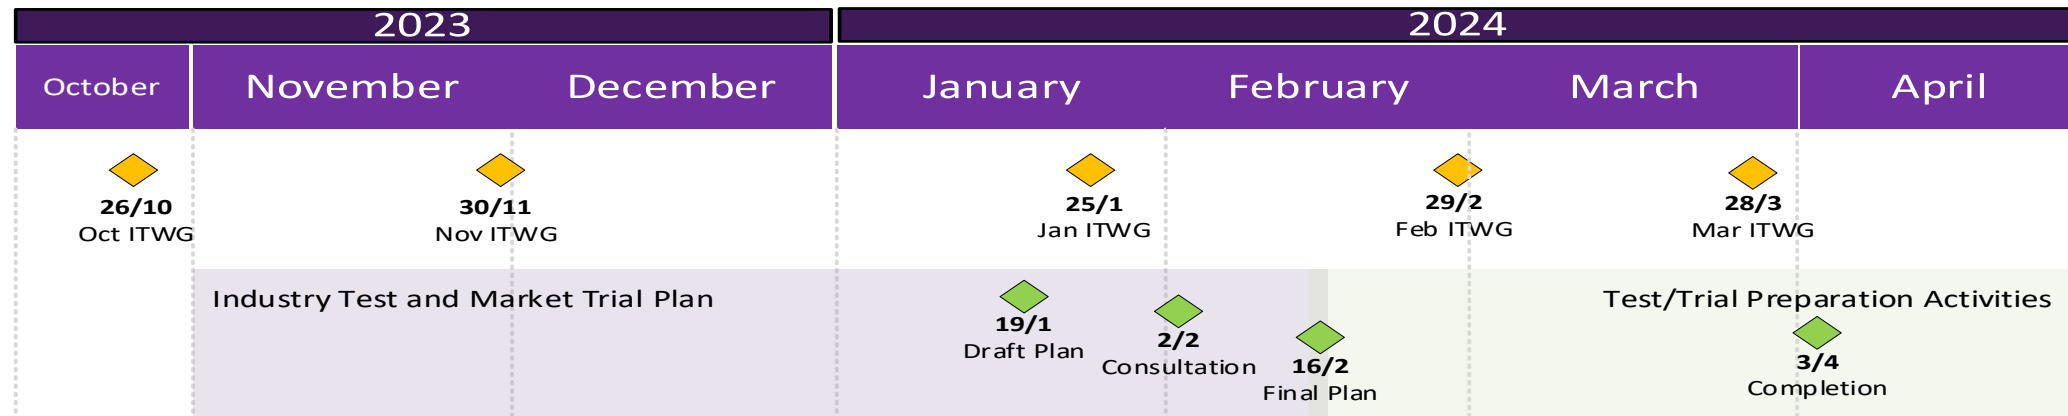 2023
2024
October
November
December
January
February
March
April
26/10
Oct ITWG
30/11
Nov ITWG
25/1
Jan ITWG
29/2
Feb ITWG
28/3
Mar ITWG
Industry Test and Market Trial Plan
19/1
Draft Plan
2/2
Consultation
16/2
Final Plan
Test/Trial Preparation Activities
3/4
Completion